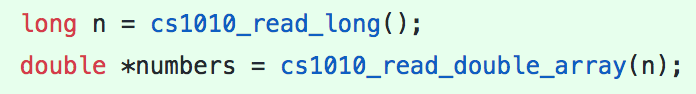 long n = cs1010_read_long();
double *numbers = cs1010_read_double_array(n);